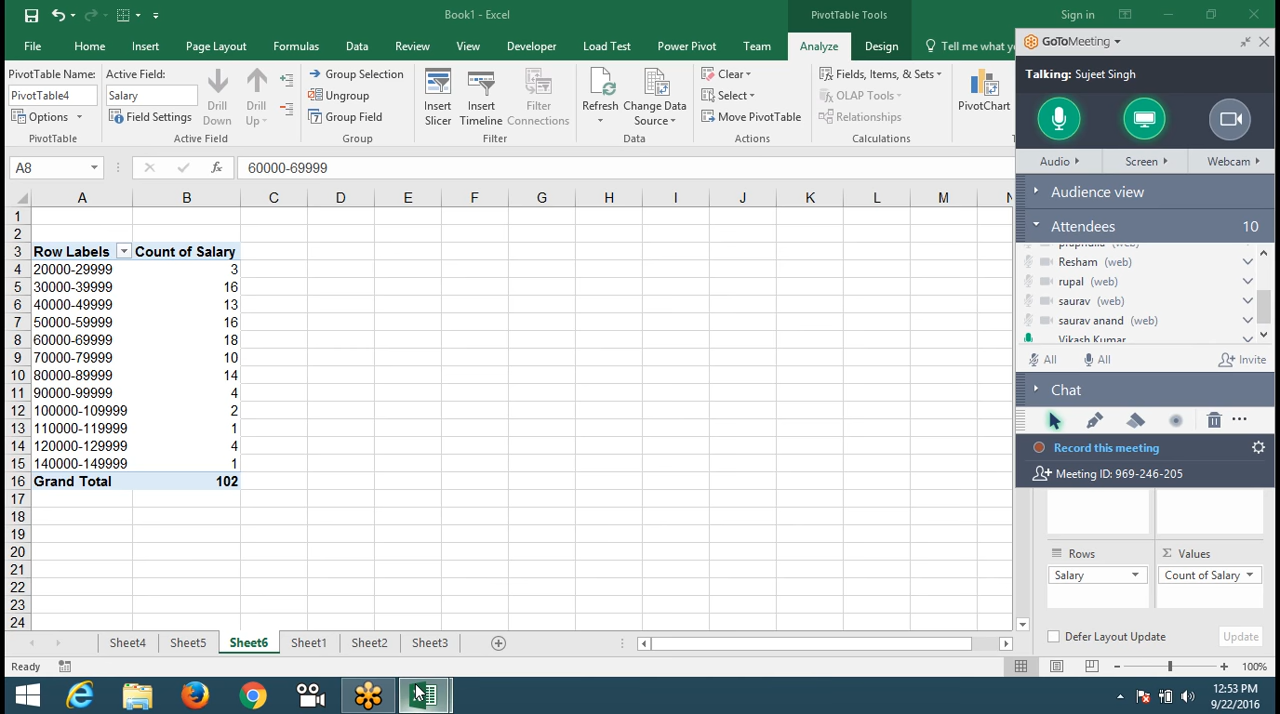 Book1 - Excel
PivotTable Tools
Sign in
File
Home
Insert
Page Layout
Formulas
Data
Review
View
Developer
Load Test
Power Pivot
Team
Analyze
Design
Tell me what
GoToMeeting
Talking: Sujeet Singh
PivotTable Name:
PivotTable4
Options
PivotTable
Active Field:
Salary
Field Settings
Drill Down
Drill Up
Active Field
Group Selection
Ungroup
Group Field
Group
Insert Slicer
Insert Timeline
Filter Connections
Filter
Refresh
Change Data Source
Data
Clear
Select
Move PivotTable
Actions
Fields, Items, & Sets
OLAP Tools
Relationships
Calculations
PivotChart
Audio
Screen
Webcam
A8
fx
60000-69999
A B C D E F G H I J K L M N
1
2
3 Row Labels Count of Salary
4 20000-29999 3
5 30000-39999 16
6 40000-49999 13
7 50000-59999 16
8 60000-69999 18
9 70000-79999 10
10 80000-89999 14
11 90000-99999 4
12 100000-109999 2
13 110000-119999 1
14 120000-129999 4
15 140000-149999 1
16 Grand Total 102
17
18
19
20
21
22
23
24
Audience view
Attendees 10
Resham (web)
rupal (web)
saurav (web)
saurav anand (web)
Vikash Kumar
All
All
Invite
Chat
Record this meeting
Meeting ID: 969-246-205
Rows
Σ Values
Salary
Count of Salary
Defer Layout Update
Update
Sheet4
Sheet5
Sheet6
Sheet1
Sheet2
Sheet3
Ready
100%
12:53 PM
9/22/2016